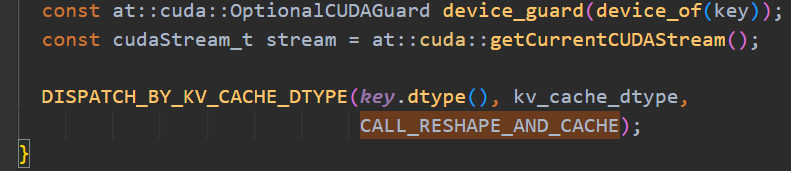 const at::cuda::OptionalCUDAGuard device_guard(device_of(key));
const cudaStream_t stream = at::cuda::getCurrentCUDAStream();
DISPATCH_BY_KV_CACHE_DTYPE(key.dtype(), kv_cache_dtype,
CALL_RESHAPE_AND_CACHE);
}